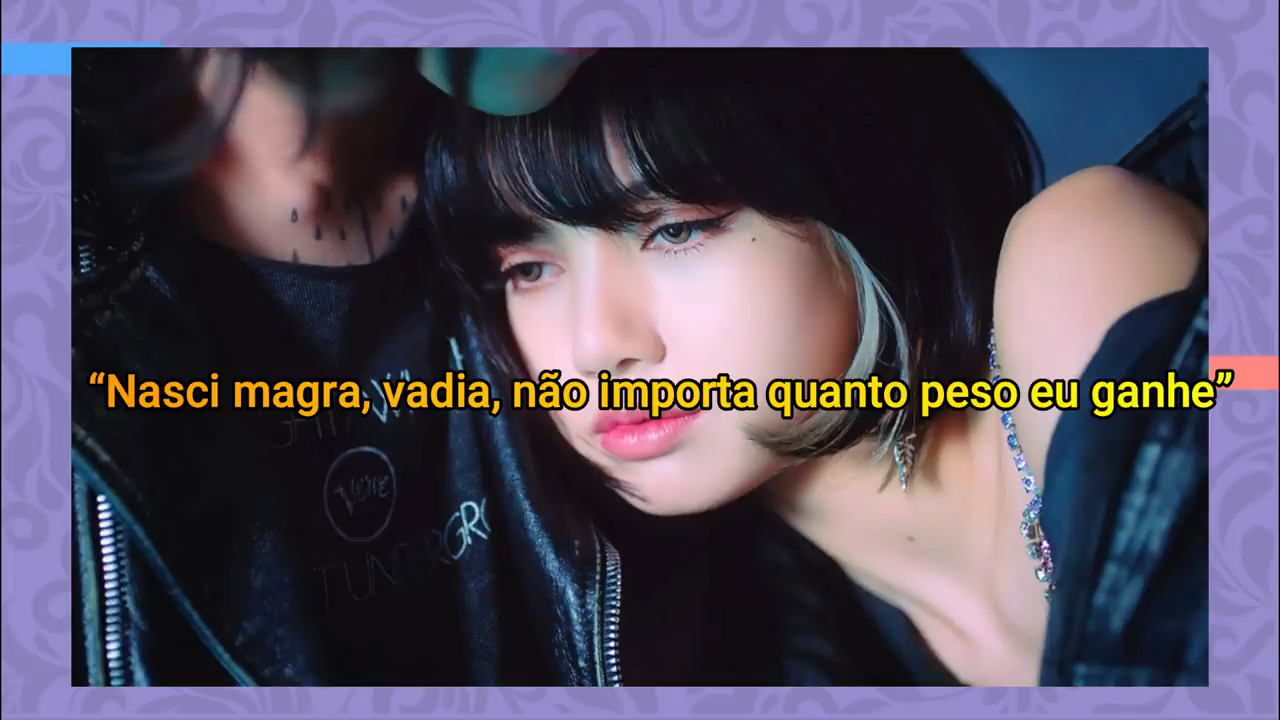 “Nasci magra, vadia, não importa quanto peso eu ganhe”